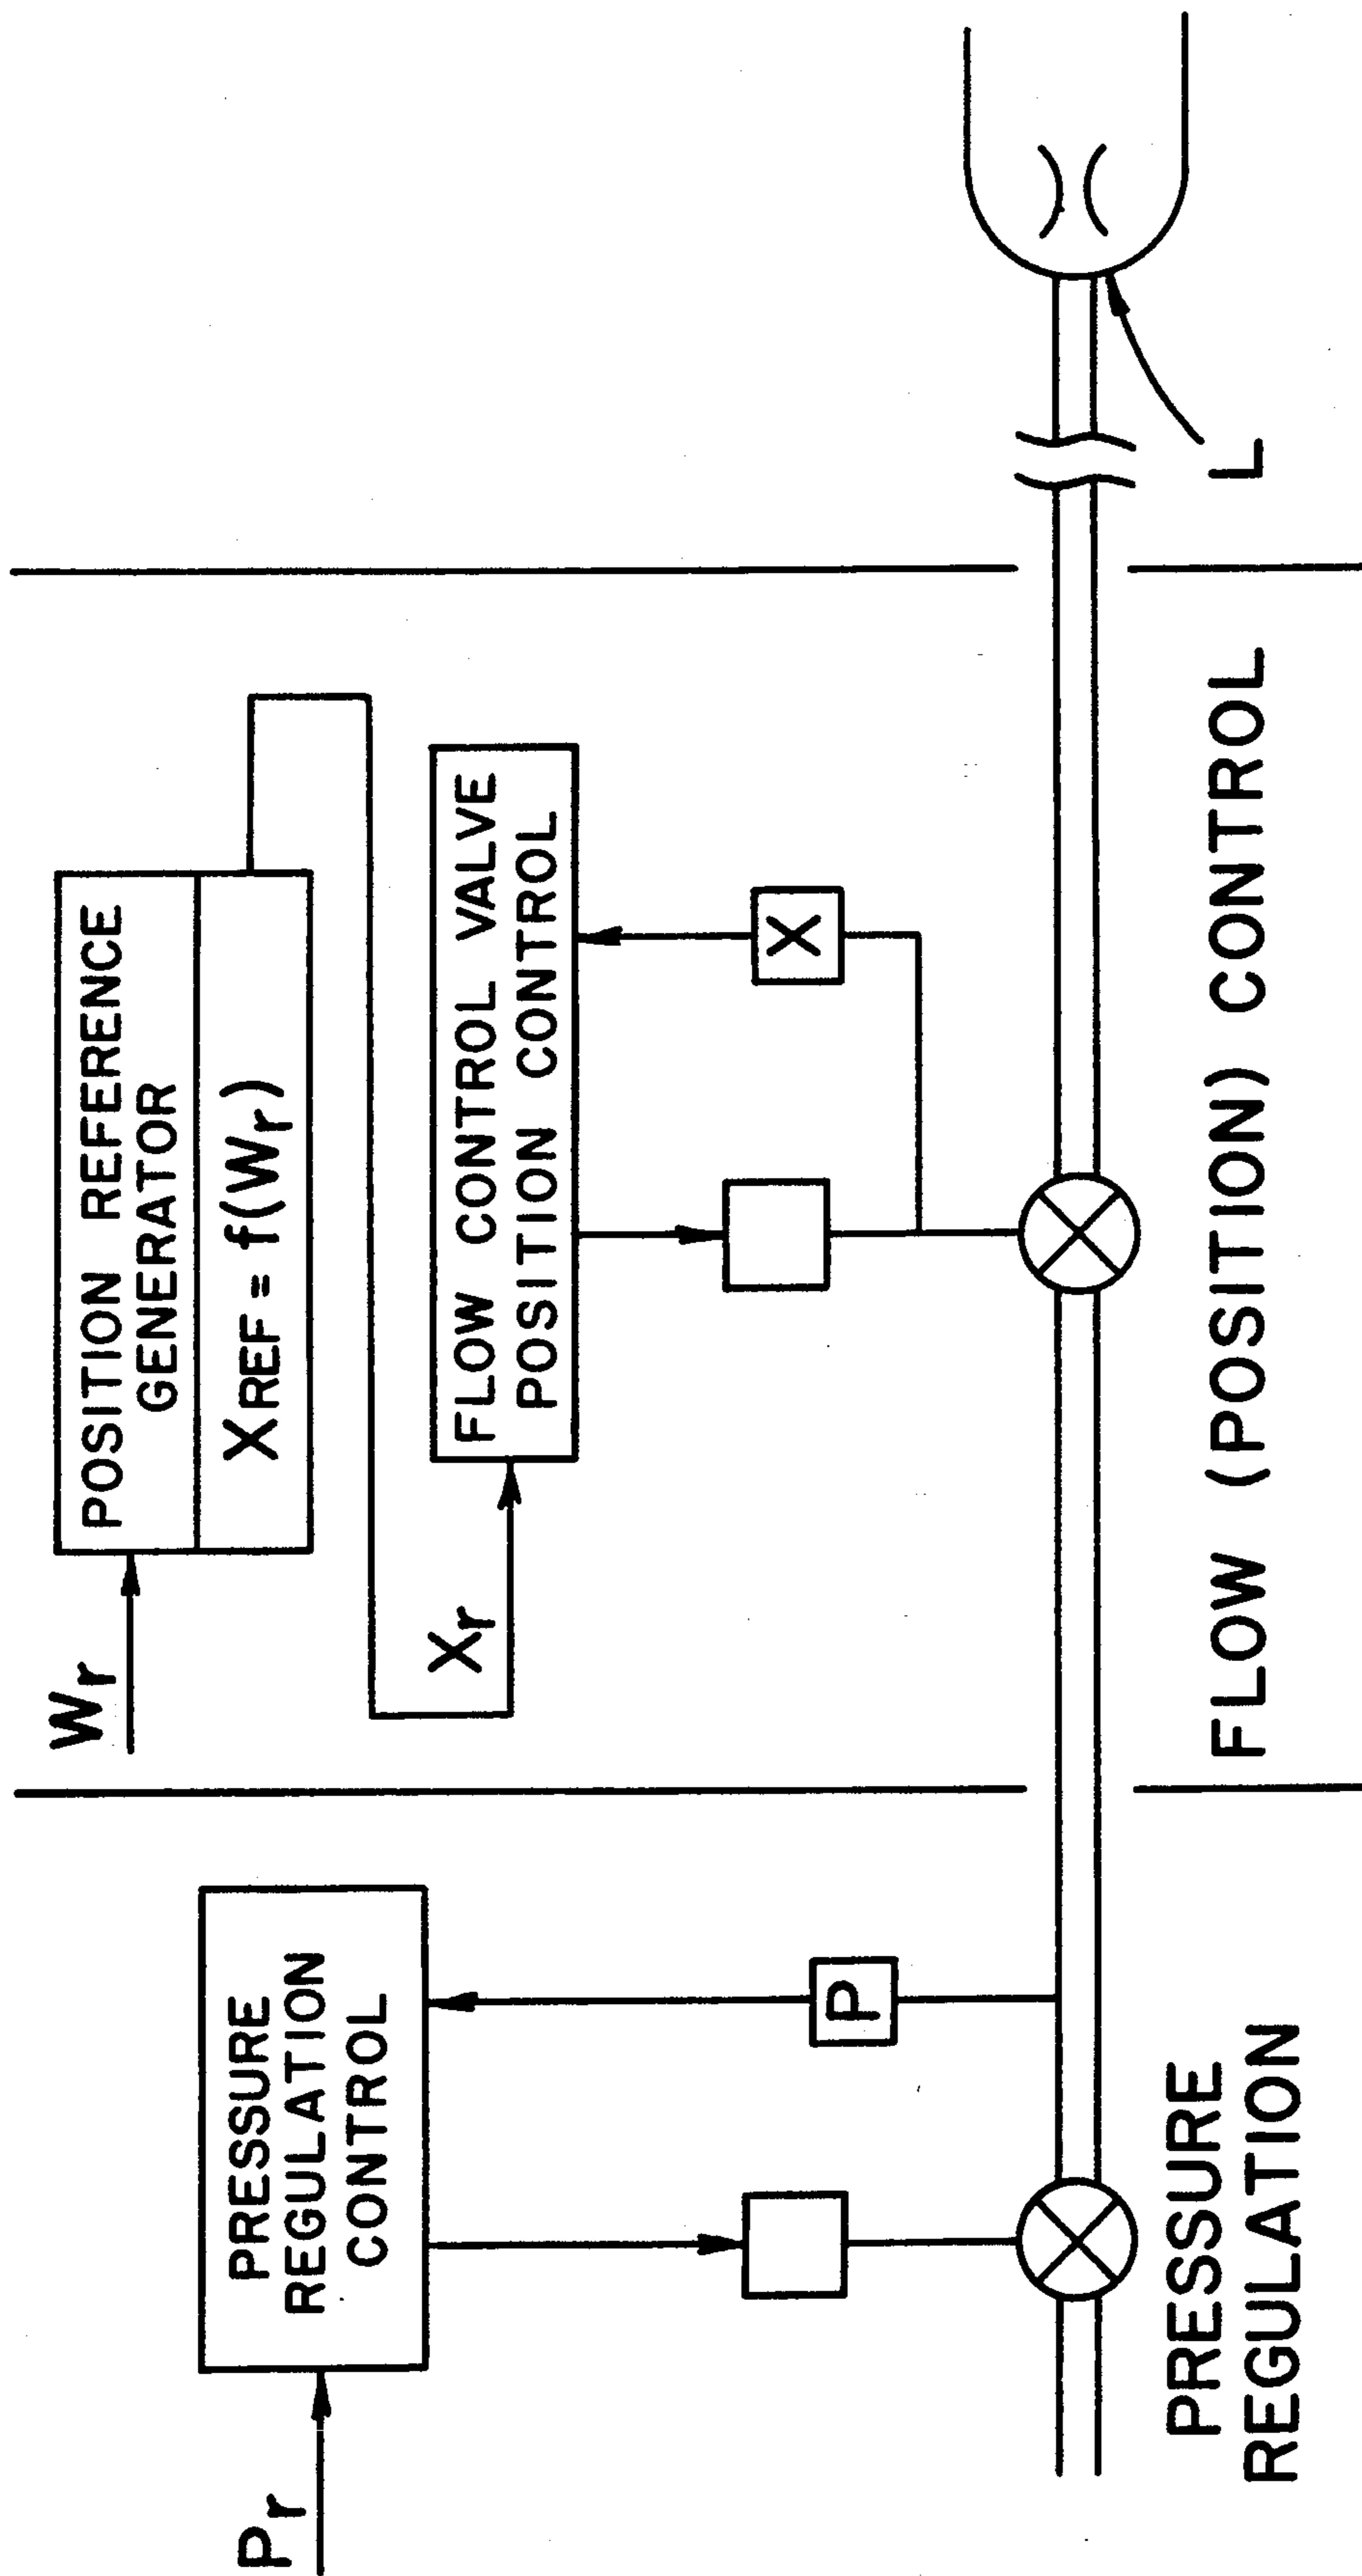 Pr
PRESSURE
REGULATION
CONTROL
P
PRESSURE
REGULATION
Wr
POSITION REFERENCE
GENERATOR
XREF = f(Wr)
Xr
FLOW CONTROL VALVE
POSITION CONTROL
X
FLOW (POSITION) CONTROL
L